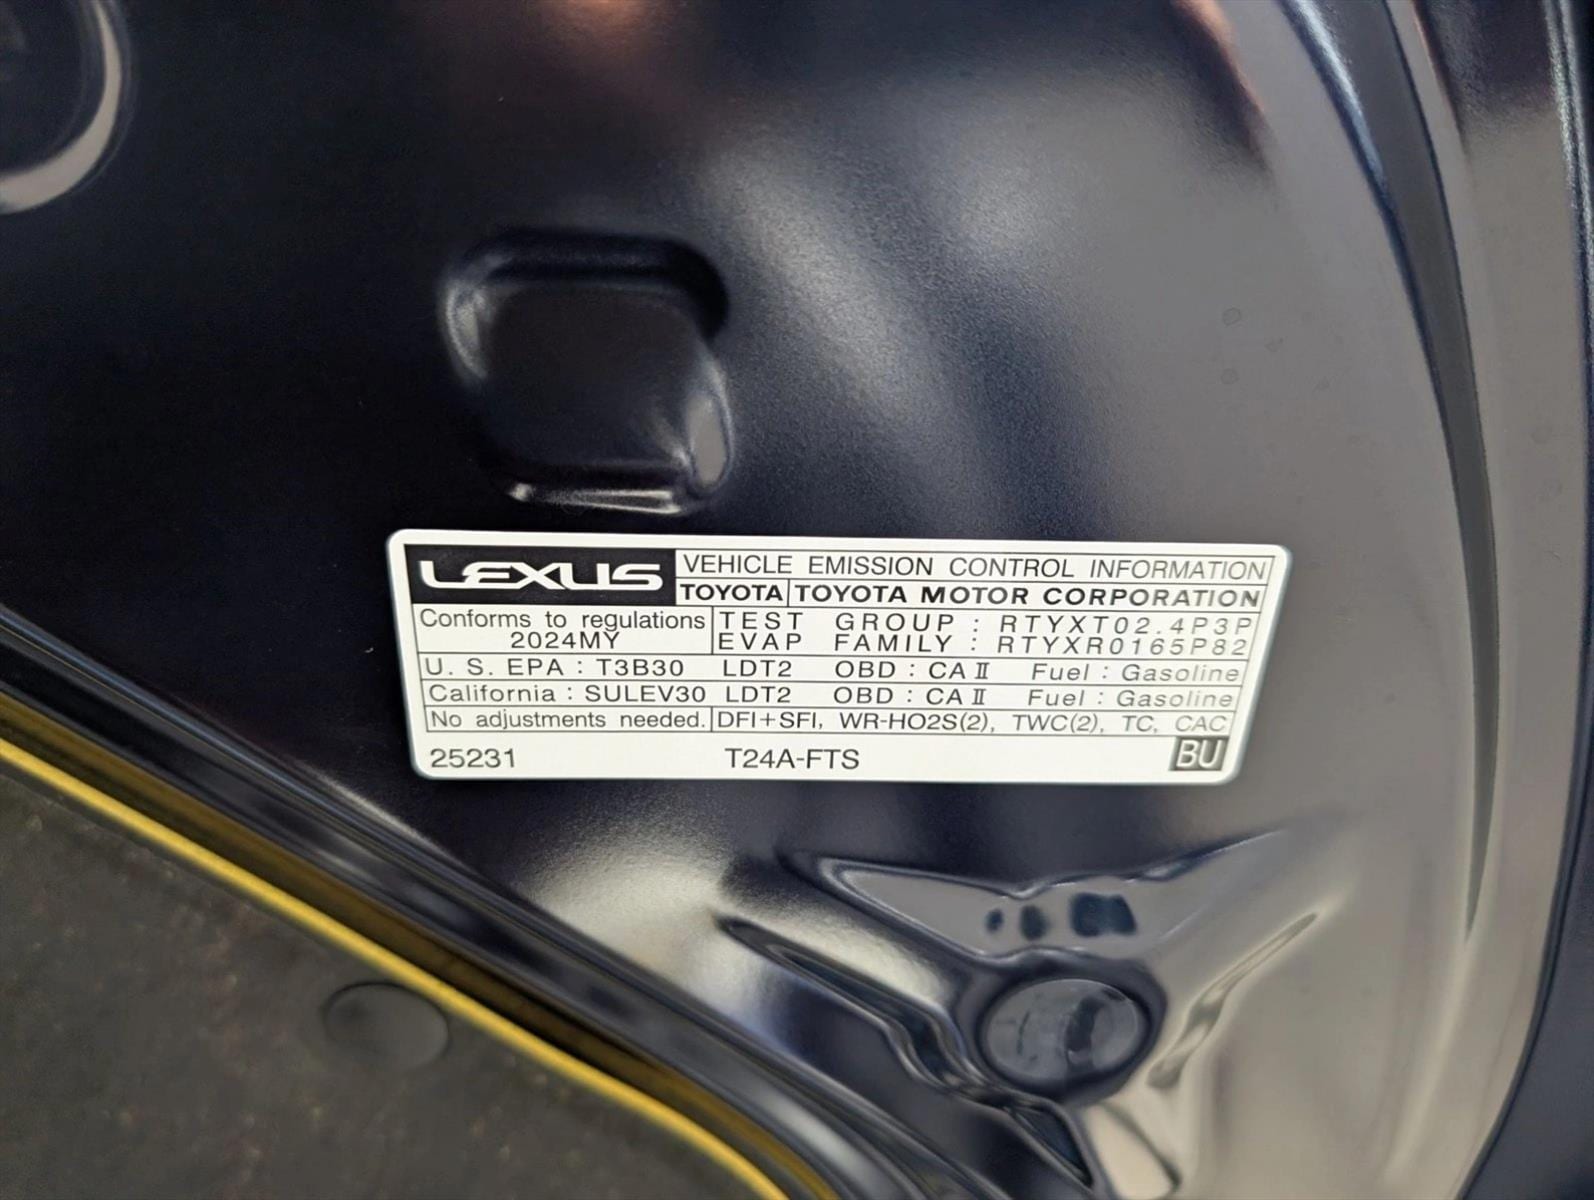 LEXUS VEHICLE EMISSION CONTROL INFORMATION
TOYOTA TOYOTA MOTOR CORPORATION
Conforms to regulations TEST GROUP : RTYXT02.4P3P
2024MY EVAP FAMILY : RTYXR0165P82
U. S. EPA : T3B30 LDT2 OBD : CA II Fuel : Gasoline
California : SULEV30 LDT2 OBD : CA II Fuel : Gasoline
No adjustments needed. DFI+SFI, WR-HO2S(2), TWC(2), TC, CAC
25231 T24A-FTS BU